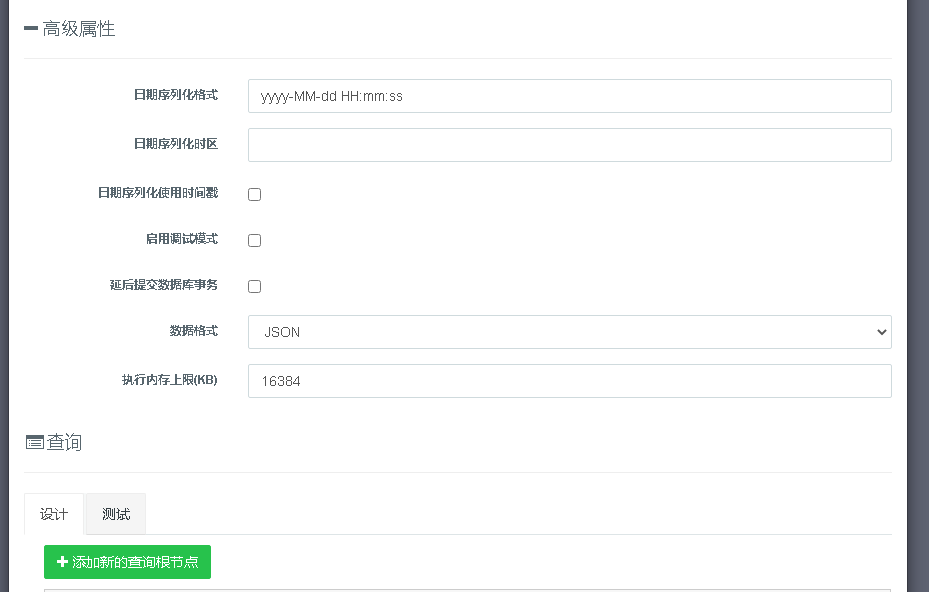 高级属性
日期序列化格式
yyyy-MM-dd HH:mm:ss
日期序列化时区
日期序列化使用时间戳
启用调试模式
延后提交数据库事务
数据格式
JSON
执行内存上限(KB)
16384
查询
设计
测试
添加新的查询根节点